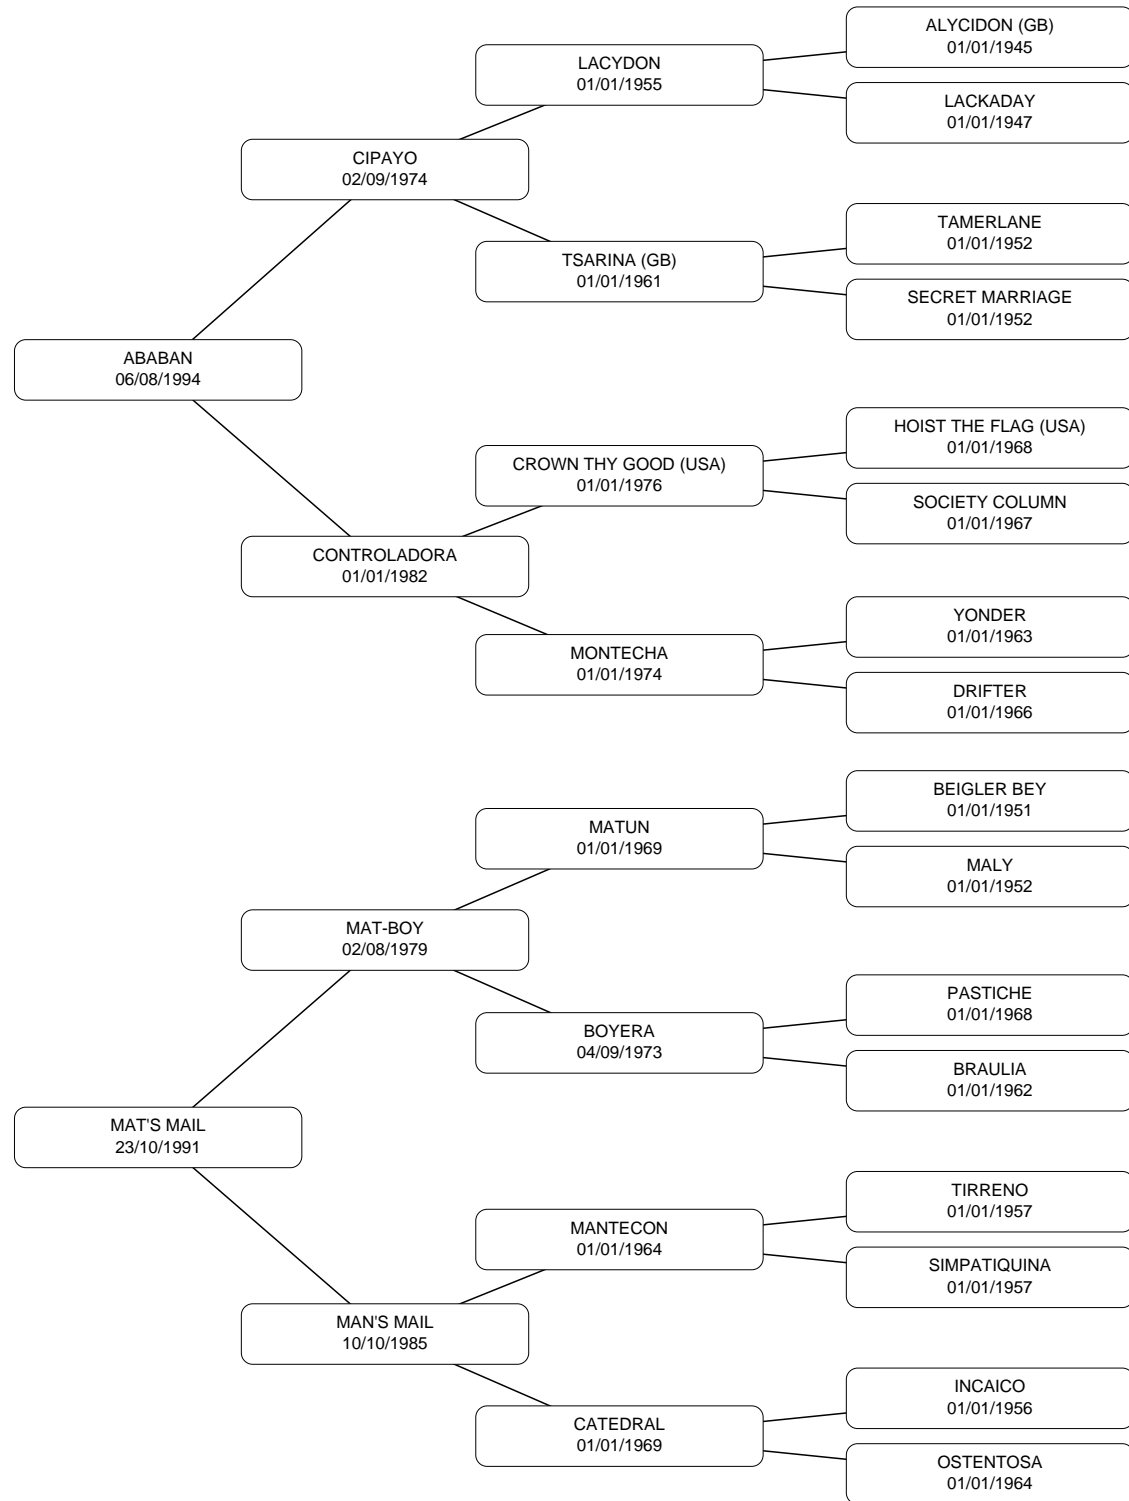 ALYCIDON (GB)
01/01/1945
LACYDON
01/01/1955
LACKADAY
01/01/1947
CIPAYO
02/09/1974
TAMERLANE
01/01/1952
TSARINA (GB)
01/01/1961
SECRET MARRIAGE
01/01/1952
ABABAN
06/08/1994
HOIST THE FLAG (USA)
01/01/1968
CROWN THY GOOD (USA)
01/01/1976
SOCIETY COLUMN
01/01/1967
CONTROLADORA
01/01/1982
YONDER
01/01/1963
MONTECHA
01/01/1974
DRIFTER
01/01/1966
BEIGLER BEY
01/01/1951
MATUN
01/01/1969
MALY
01/01/1952
MAT-BOY
02/08/1979
PASTICHE
01/01/1968
BOYERA
04/09/1973
BRAULIA
01/01/1962
MAT'S MAIL
23/10/1991
TIRRENO
01/01/1957
MANTECON
01/01/1964
SIMPATIQUINA
01/01/1957
MAN'S MAIL
10/10/1985
INCAICO
01/01/1956
CATEDRAL
01/01/1969
OSTENTOSA
01/01/1964